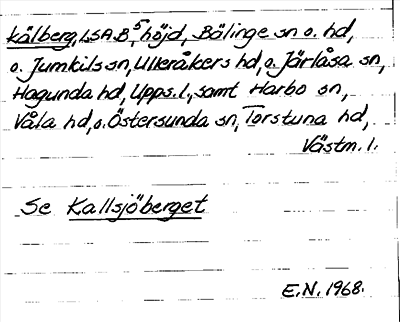 Kålberg, LSA B5, höjd, Bälinge sn o. hd,
o. Jumkils sn, Ulleråkers hd, o. Järlåsa sn,
Hagunda hd, Upps. l., samt Harbo sn,
Våla hd, o. Östersunda sn, Torstuna hd,
Västm. l.
Se Kallsjöberget
E.N. 1968.